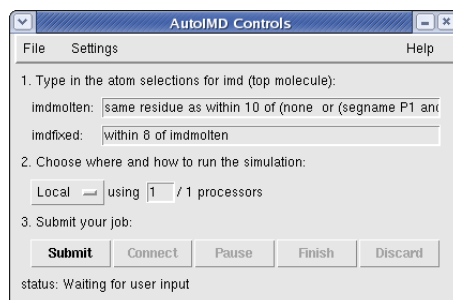 AutoIMD Controls
File Settings Help
1. Type in the atom selections for imd (top molecule):
imdmolten: same residue as within 10 of (none or (segname P1 and
imdfixed: within 8 of imdmolten
2. Choose where and how to run the simulation:
Local using 1 / 1 processors
3. Submit your job:
Submit Connect Pause Finish Discard
status: Waiting for user input